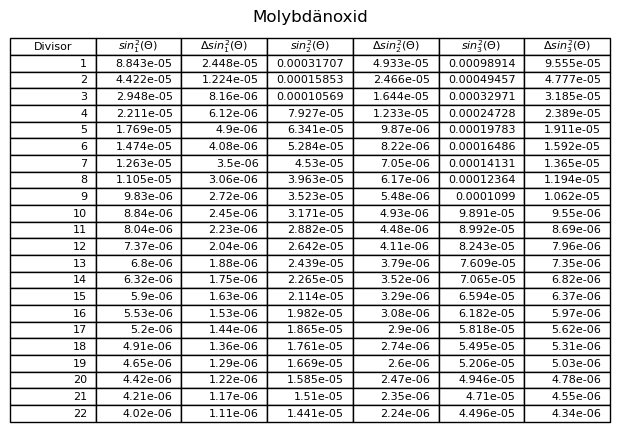 Molybdänoxid
Divisor sin₁²(Θ) Δsin₁²(Θ) sin₂²(Θ) Δsin₂²(Θ) sin₃²(Θ) Δsin₃²(Θ)
1 8.843e-05 2.448e-05 0.00031707 4.933e-05 0.00098914 9.555e-05
2 4.422e-05 1.224e-05 0.00015853 2.466e-05 0.00049457 4.777e-05
3 2.948e-05 8.16e-06 0.00010569 1.644e-05 0.00032971 3.185e-05
4 2.211e-05 6.12e-06 7.927e-05 1.233e-05 0.00024728 2.389e-05
5 1.769e-05 4.9e-06 6.341e-05 9.87e-06 0.00019783 1.911e-05
6 1.474e-05 4.08e-06 5.284e-05 8.22e-06 0.00016486 1.592e-05
7 1.263e-05 3.5e-06 4.53e-05 7.05e-06 0.00014131 1.365e-05
8 1.105e-05 3.06e-06 3.963e-05 6.17e-06 0.00012364 1.194e-05
9 9.83e-06 2.72e-06 3.523e-05 5.48e-06 0.0001099 1.062e-05
10 8.84e-06 2.45e-06 3.171e-05 4.93e-06 9.891e-05 9.55e-06
11 8.04e-06 2.23e-06 2.882e-05 4.48e-06 8.992e-05 8.69e-06
12 7.37e-06 2.04e-06 2.642e-05 4.11e-06 8.243e-05 7.96e-06
13 6.8e-06 1.88e-06 2.439e-05 3.79e-06 7.609e-05 7.35e-06
14 6.32e-06 1.75e-06 2.265e-05 3.52e-06 7.065e-05 6.82e-06
15 5.9e-06 1.63e-06 2.114e-05 3.29e-06 6.594e-05 6.37e-06
16 5.53e-06 1.53e-06 1.982e-05 3.08e-06 6.182e-05 5.97e-06
17 5.2e-06 1.44e-06 1.865e-05 2.9e-06 5.818e-05 5.62e-06
18 4.91e-06 1.36e-06 1.761e-05 2.74e-06 5.495e-05 5.31e-06
19 4.65e-06 1.29e-06 1.669e-05 2.6e-06 5.206e-05 5.03e-06
20 4.42e-06 1.22e-06 1.585e-05 2.47e-06 4.946e-05 4.78e-06
21 4.21e-06 1.17e-06 1.51e-05 2.35e-06 4.71e-05 4.55e-06
22 4.02e-06 1.11e-06 1.441e-05 2.24e-06 4.496e-05 4.34e-06